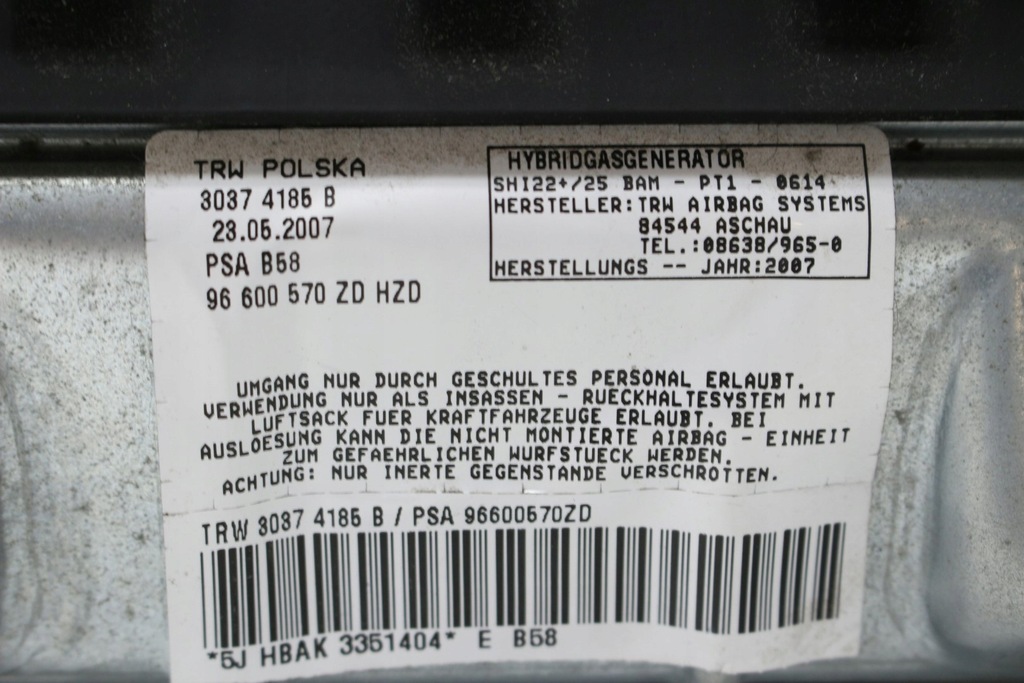 TRW POLSKA
3037 4185 B
23.05.2007
PSA B58
96 600 570 ZD HZD
HYBRIDGASGENERATOR
SHI22+/25 BAM - PT1 - 0614
HERSTELLER: TRW AIRBAG SYSTEMS
84544 ASCHAU
TEL.:08638/965-0
HERSTELLUNGS -- JAHR:2007
UMGANG NUR DURCH GESCHULTES PERSONAL ERLAUBT.
VERWENDUNG NUR ALS INSASSEN - RUECKHALTESYSTEM MIT
LUFTSACK FUER KRAFTFAHRZEUGE ERLAUBT. BEI
AUSLOESUNG KANN DIE NICHT MONTIERTE AIRBAG - EINHEIT
ZUM GEFAEHRLICHEN WURFSTUECK WERDEN.
ACHTUNG: NUR INERTE GEGENSTANDE VERSCHROTTEN.
TRW 3037 4185 B / PSA 96600570ZD
*5J HBAK 3351404* E B58